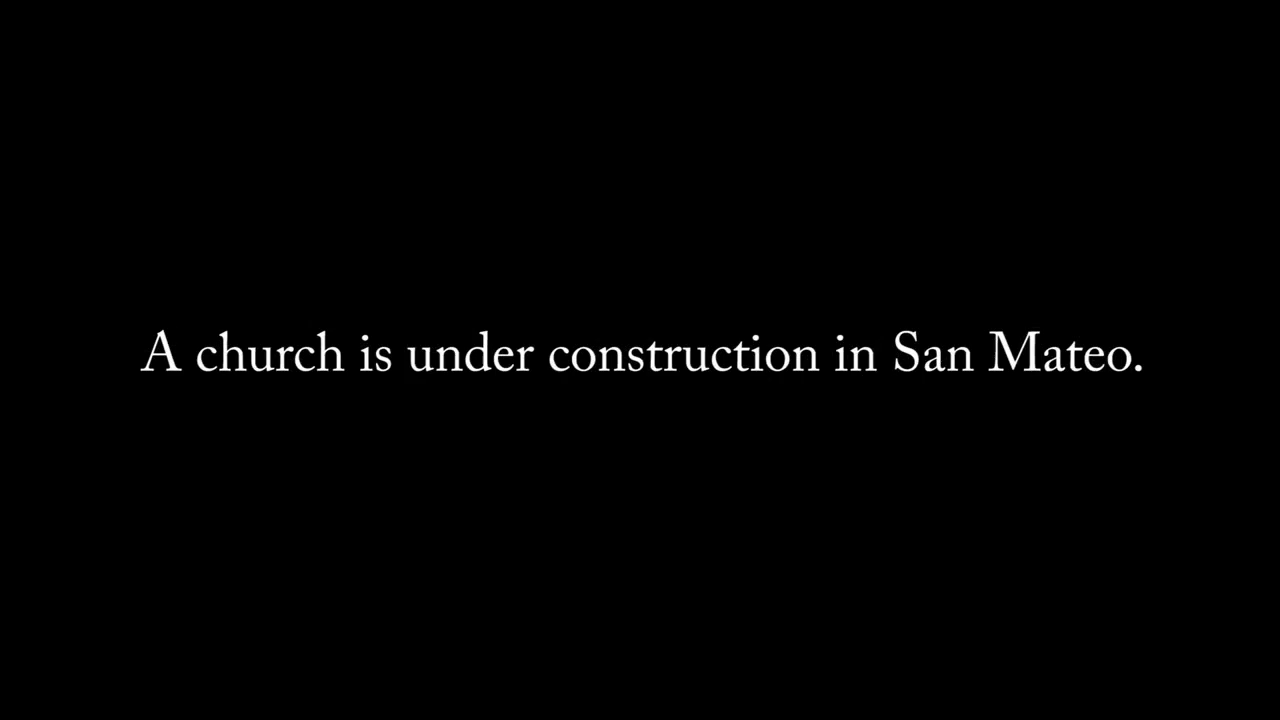 A church is under construction in San Mateo.